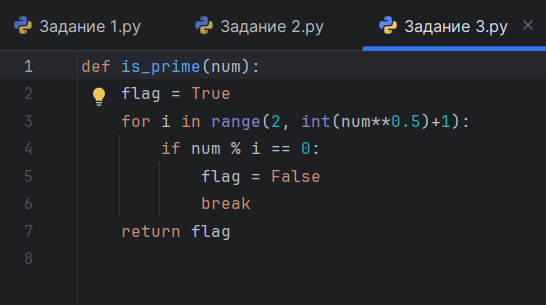 Задание 1.py Задание 2.py Задание 3.py ×
1 def is_prime(num):
2     flag = True
3     for i in range(2, int(num**0.5)+1):
4         if num % i == 0:
5             flag = False
6             break
7     return flag
8